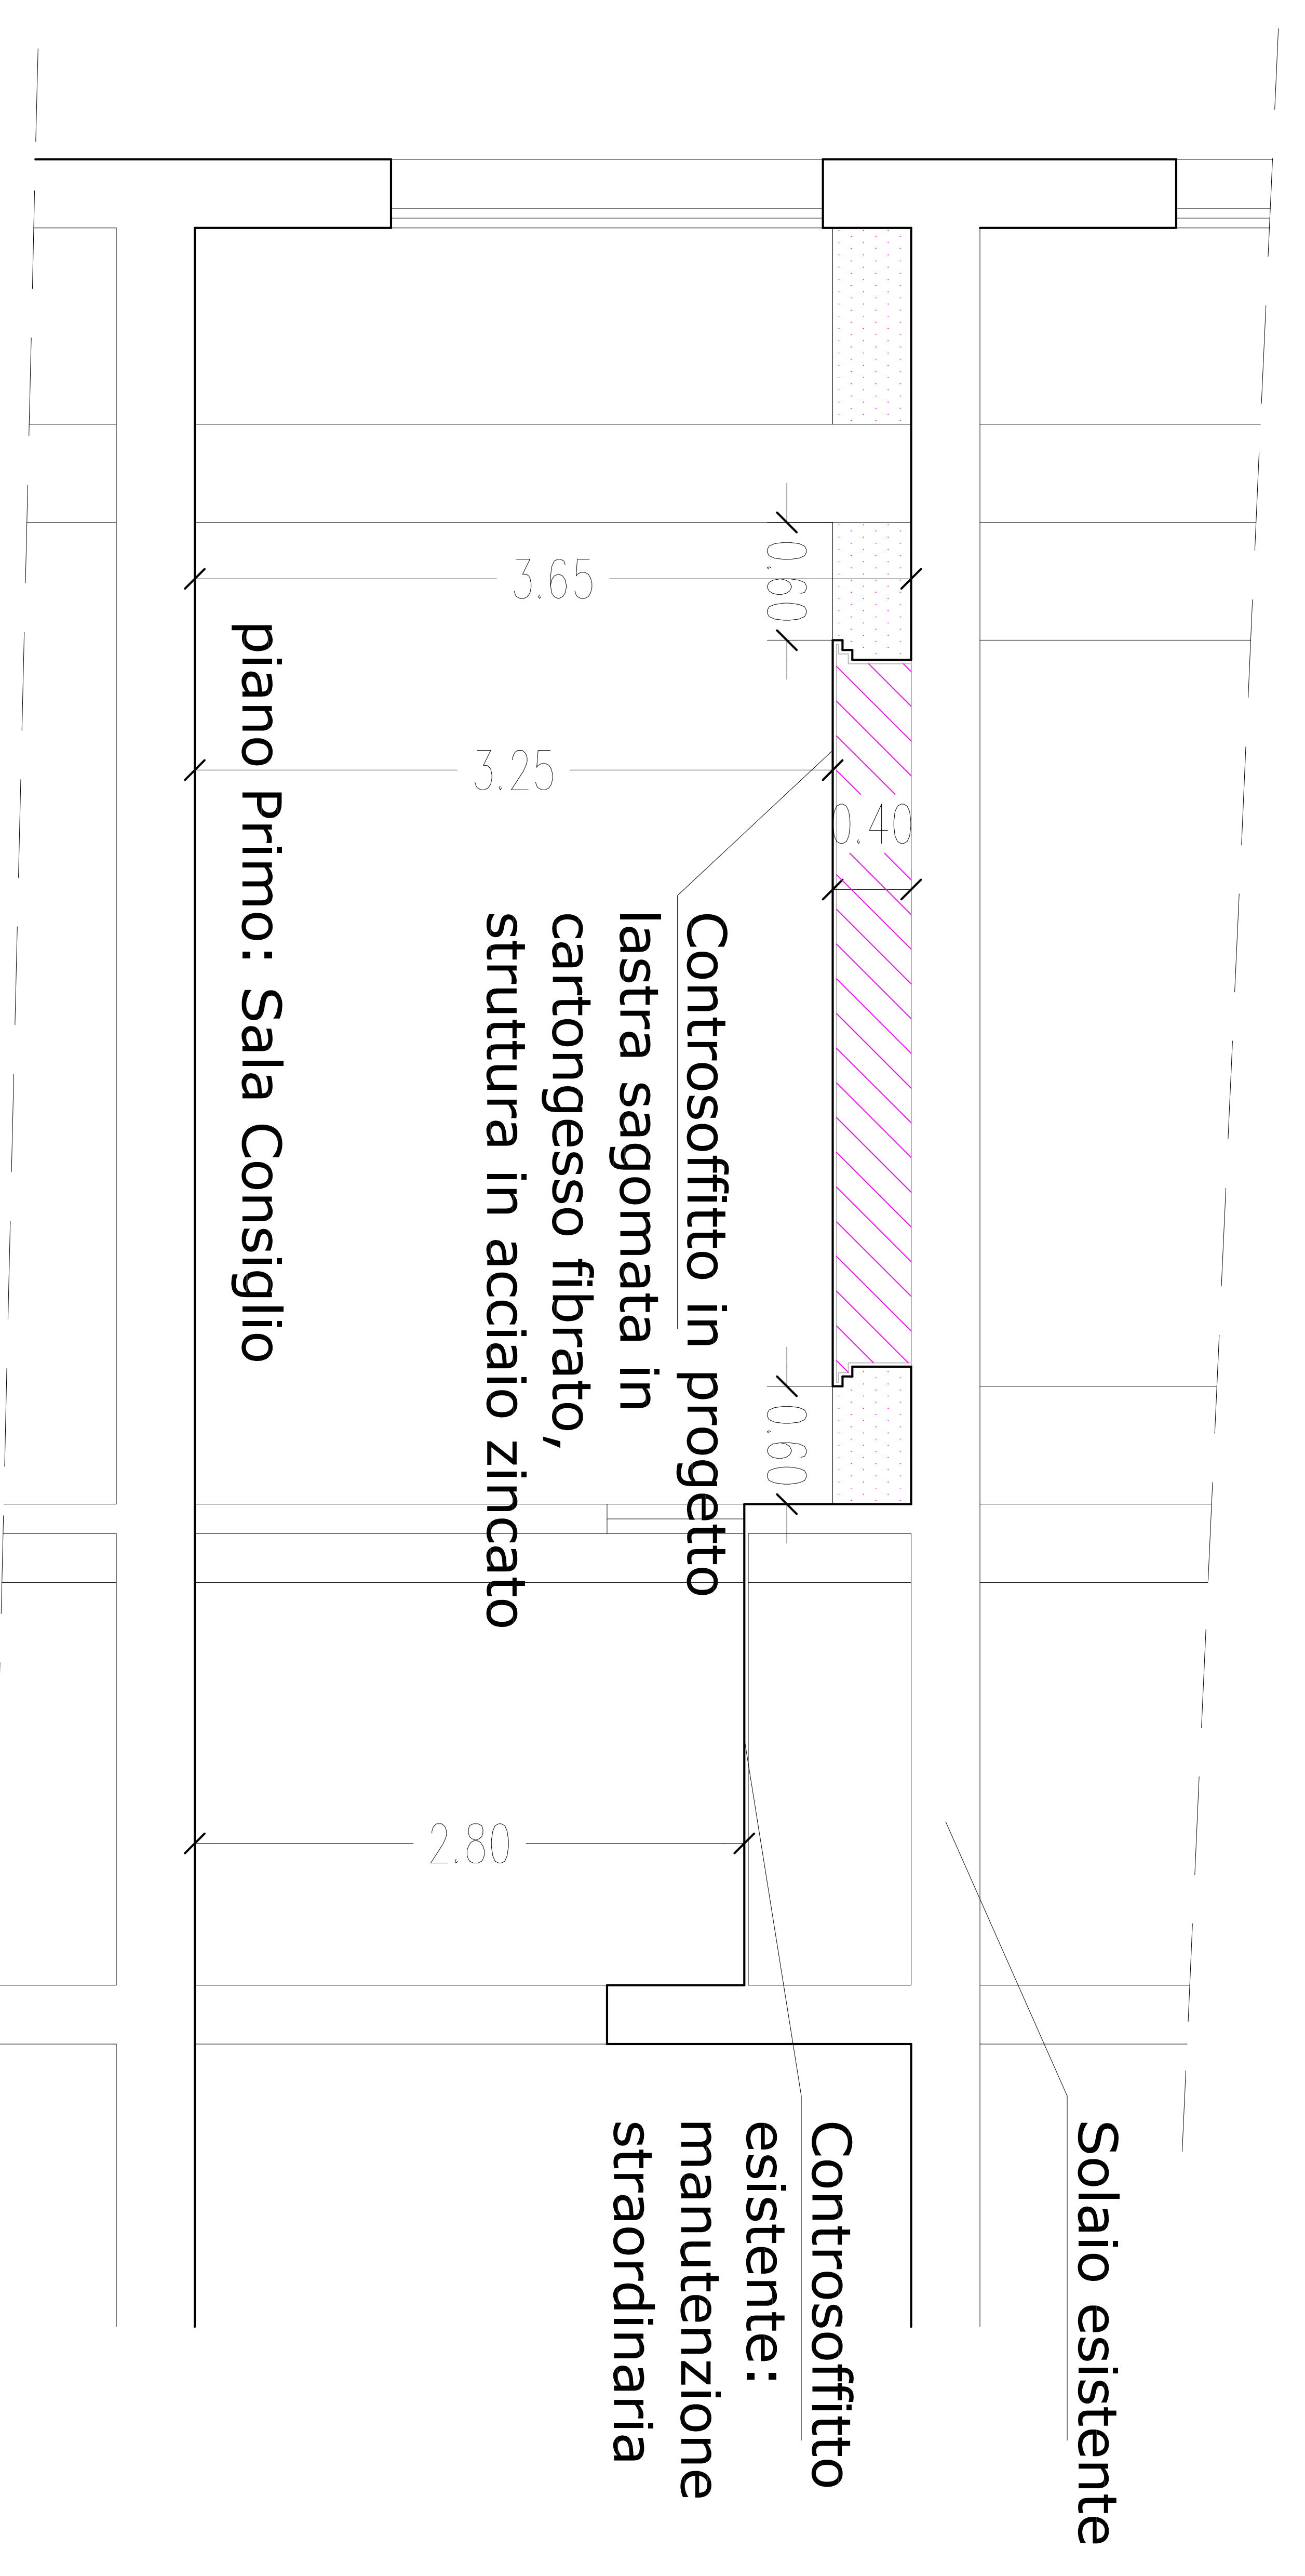 Solaio esistente
Controsoffitto
esistente:
manutenzione
straordinaria
0.40
0.60
0.60
Controsoffitto in progetto
lastra sagomata in
cartongesso fibrato,
struttura in acciaio zincato
3.65
3.25
2.80
piano Primo: Sala Consiglio